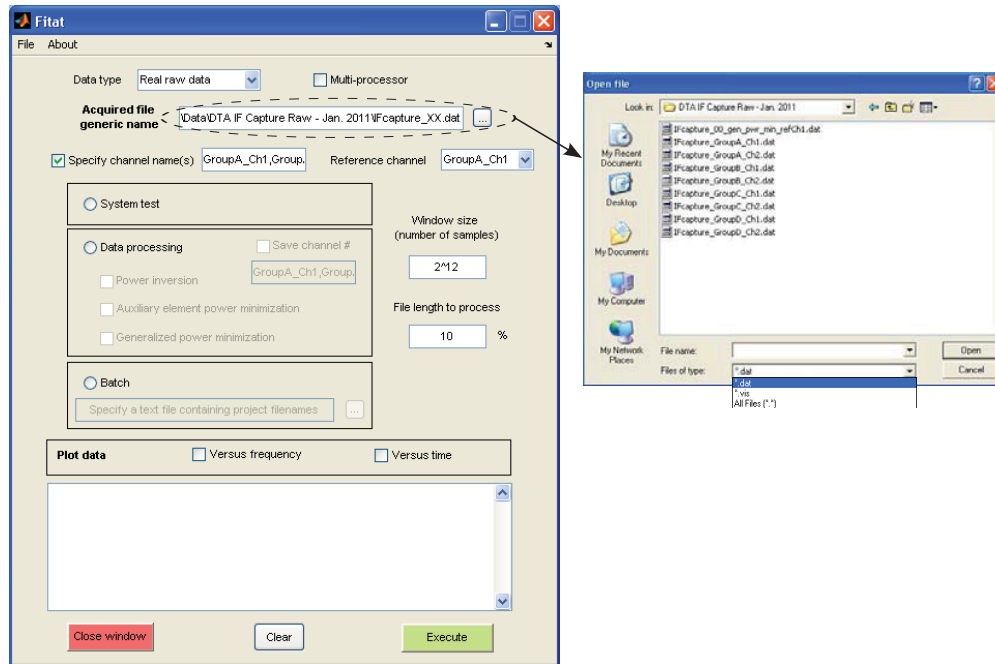 Fitat
File About
Data type Real raw data Multi-processor
Acquired file
generic name
\Data\DTA IF Capture Raw - Jan. 2011\IFcapture_XX.dat ...
Specify channel name(s) GroupA_Ch1,Group. Reference channel GroupA_Ch1
System test
Data processing Save channel #
GroupA_Ch1,Group.
Power inversion
Auxiliary element power minimization
Generalized power minimization
Window size
(number of samples)
2^12
File length to process
10 %
Batch
Specify a text file containing project filenames ...
Plot data Versus frequency Versus time
Close window Clear Execute
Open file
Look in: DTA IF Capture Raw - Jan. 2011
My Recent
Documents
Desktop
My Documents
My Computer
My Network
Places
IFcapture_00_gen_pwr_min_refCh1.dat
IFcapture_GroupA_Ch1.dat
IFcapture_GroupA_Ch2.dat
IFcapture_GroupB_Ch1.dat
IFcapture_GroupB_Ch2.dat
IFcapture_GroupC_Ch1.dat
IFcapture_GroupC_Ch2.dat
IFcapture_GroupD_Ch1.dat
IFcapture_GroupD_Ch2.dat
File name: Open
Files of type: *.dat Cancel
*.dat
*.vis
All Files (*.*)